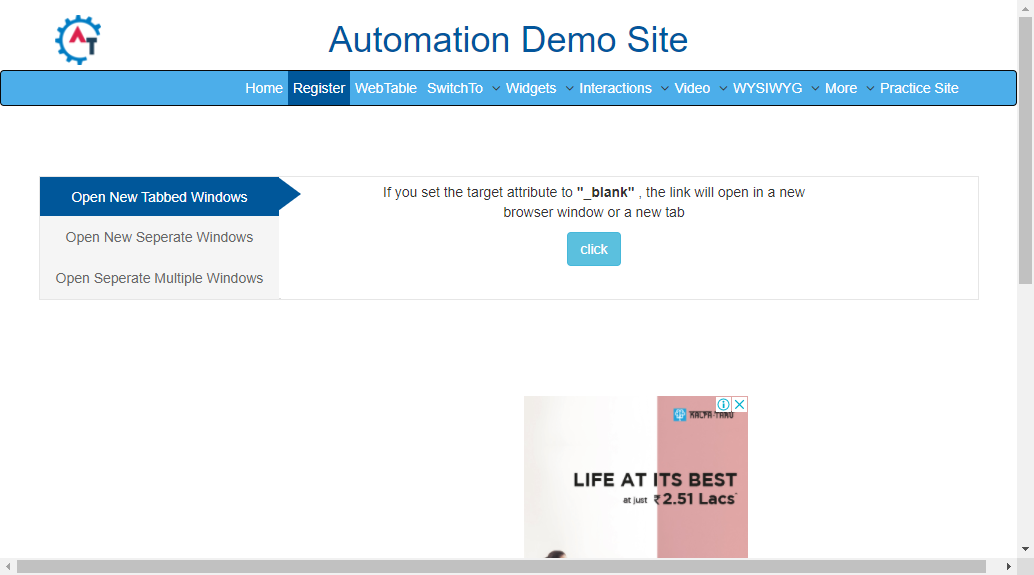 AT
Automation Demo Site
Home Register WebTable SwitchTo Widgets Interactions Video WYSIWYG More Practice Site
Open New Tabbed Windows
Open New Seperate Windows
Open Seperate Multiple Windows
If you set the target attribute to "_blank" , the link will open in a new
browser window or a new tab
click
KALPA-TARU
LIFE AT ITS BEST
at just ₹ 2.51 Lacs*